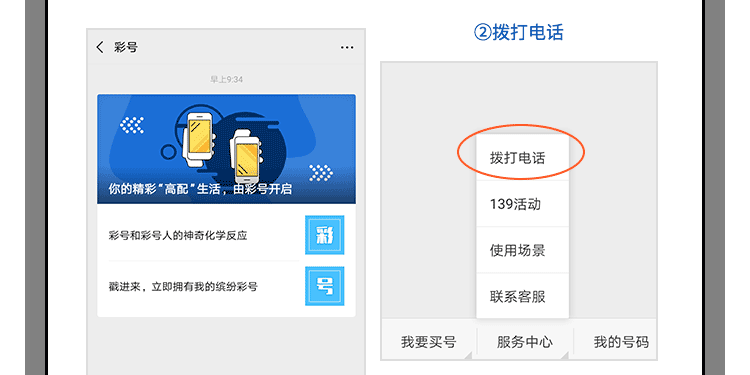 彩号
早上9:34
你的精彩“高配”生活，由彩号开启
彩号和彩号人的神奇化学反应
彩
戳进来，立即拥有我的缤纷彩号
号
②拨打电话
拨打电话
139活动
使用场景
联系客服
我要买号
服务中心
我的号码